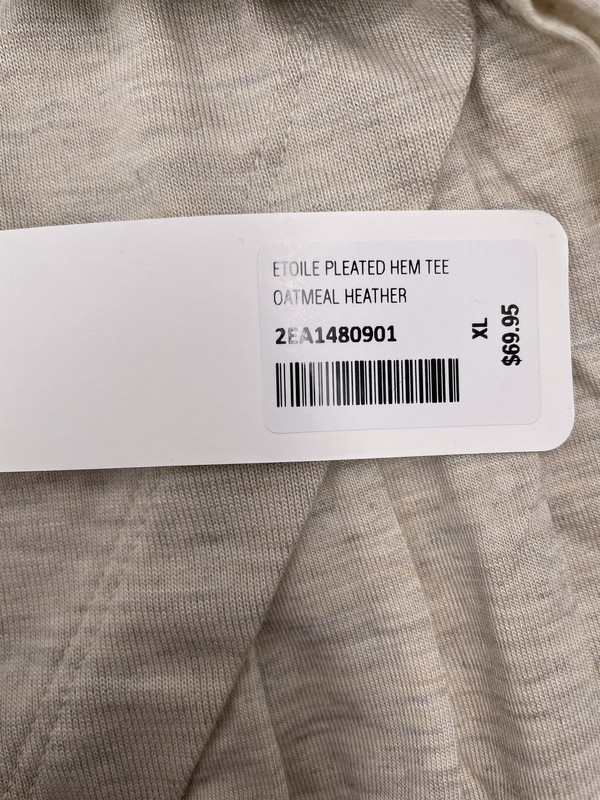 ETOILE PLEATED HEM TEE
OATMEAL HEATHER
2EA1480901
XL
$69.95